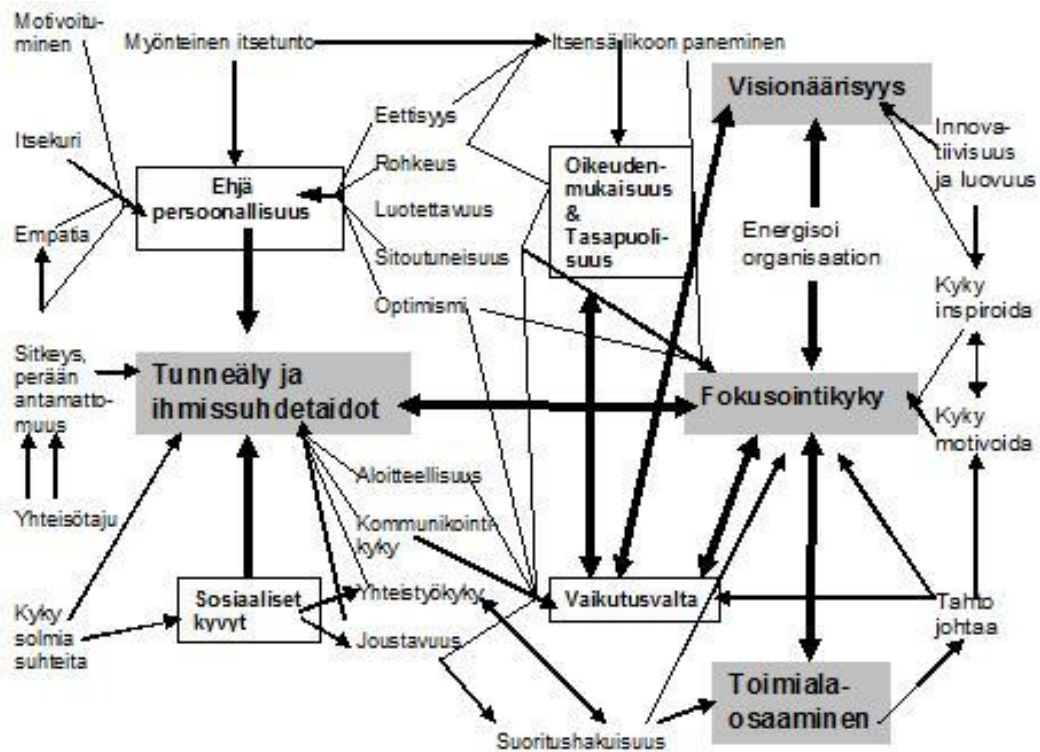 Motivoitu-
minen
Myönteinen itsetunto
Itsensä likoon paneminen
Visionäärisyys
Eettisyys
Itsekuri
Innova-
tiivisuus
ja luovuus
Rohkeus
Oikeuden-
mukaisuus
&
Tasapuoli-
suus
Ehjä
persoonallisuus
Luotettavuus
Empatia
Sitoutuneisuus
Energisoi
organisaation
Optimismi
Kyky
inspiroida
Sitkeys,
perään
antamatto-
muus
Tunneäly ja
ihmissuhdetaidot
Fokusointikyky
Kyky
motivoida
Aloitteellisuus
Yhteisötaju
Kommunikointi-
kyky
Sosiaaliset
kyvyt
Yhteistyökyky
Vaikutusvalta
Kyky
solmia
suhteita
Tahto
johtaa
Joustavuus
Toimiala-
osaaminen
Suoritushakuisuus